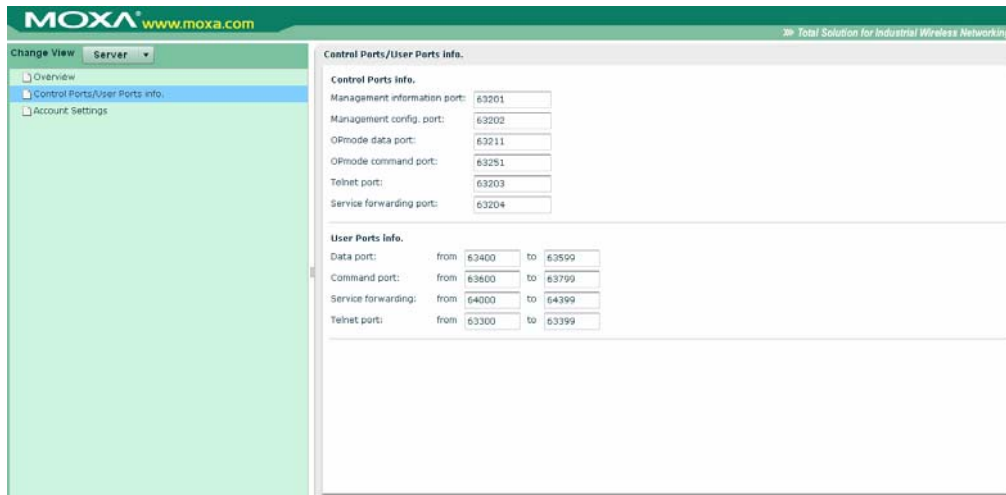 MOXA® www.moxa.com
Total Solution for Industrial Wireless Networking
Change View Server
Overview
Control Ports/User Ports info.
Account Settings
Control Ports/User Ports info.
Control Ports info.
Management information port: 63201
Management config. port: 63202
OPmode data port: 63211
OPmode command port: 63251
Telnet port: 63203
Service forwarding port: 63204
User Ports info.
Data port: from 63400 to 63599
Command port: from 63600 to 63799
Service forwarding: from 64000 to 64399
Telnet port: from 63300 to 63399